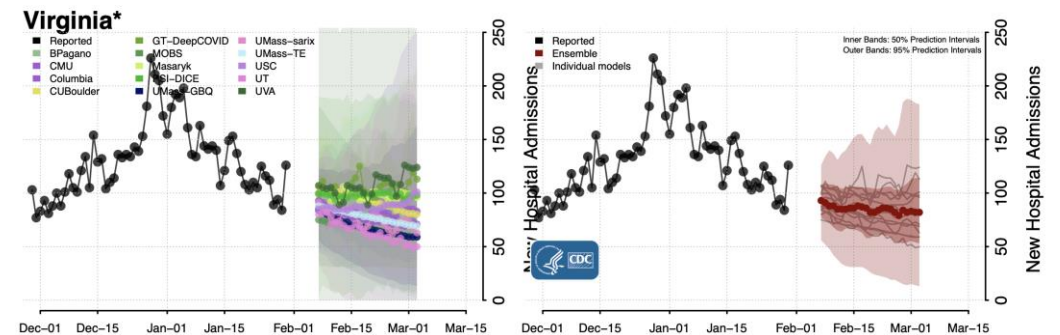 Virginia*
Reported
BPagano
CMU
Columbia
CUBoulder
GT−DeepCOVID
MOBS
Masaryk
SI−DICE
UMass−GBQ
UMass−sarix
UMass−TE
USC
UT
UVA
0
50
100
150
200
250
New Hospital Admissions
Dec−01
Dec−15
Jan−01
Jan−15
Feb−01
Feb−15
Mar−01
Mar−15
Reported
Ensemble
Individual models
Inner Bands: 50% Prediction Intervals
Outer Bands: 95% Prediction Intervals
CDC
0
50
100
150
200
250
New Hospital Admissions
Dec−01
Dec−15
Jan−01
Jan−15
Feb−01
Feb−15
Mar−01
Mar−15